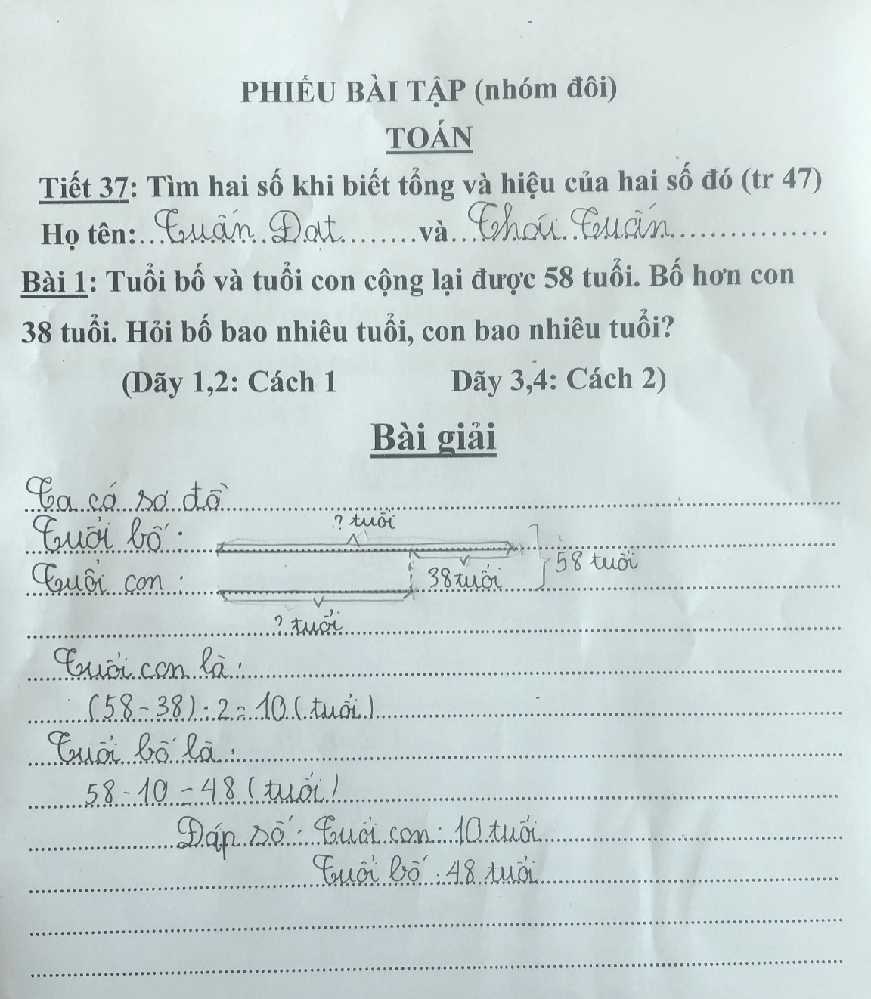 PHIẾU BÀI TẬP (nhóm đôi)
TOÁN
Tiết 37: Tìm hai số khi biết tổng và hiệu của hai số đó (tr 47)
Họ tên:...Tuấn Đạt.........và...Thái Tuấn.................
Bài 1: Tuổi bố và tuổi con cộng lại được 58 tuổi. Bố hơn con
38 tuổi. Hỏi bố bao nhiêu tuổi, con bao nhiêu tuổi?
(Dãy 1,2: Cách 1 Dãy 3,4: Cách 2)
Bài giải
Ta có sơ đồ
? tuổi
Tuổi bố:
58 tuổi
Tuổi con: 38 tuổi
? tuổi
Tuổi con là:
(58-38):2=10(tuổi)
Tuổi bố là:
58-10=48(tuổi)
Đáp số: Tuổi con: 10 tuổi
Tuổi bố: 48 tuổi